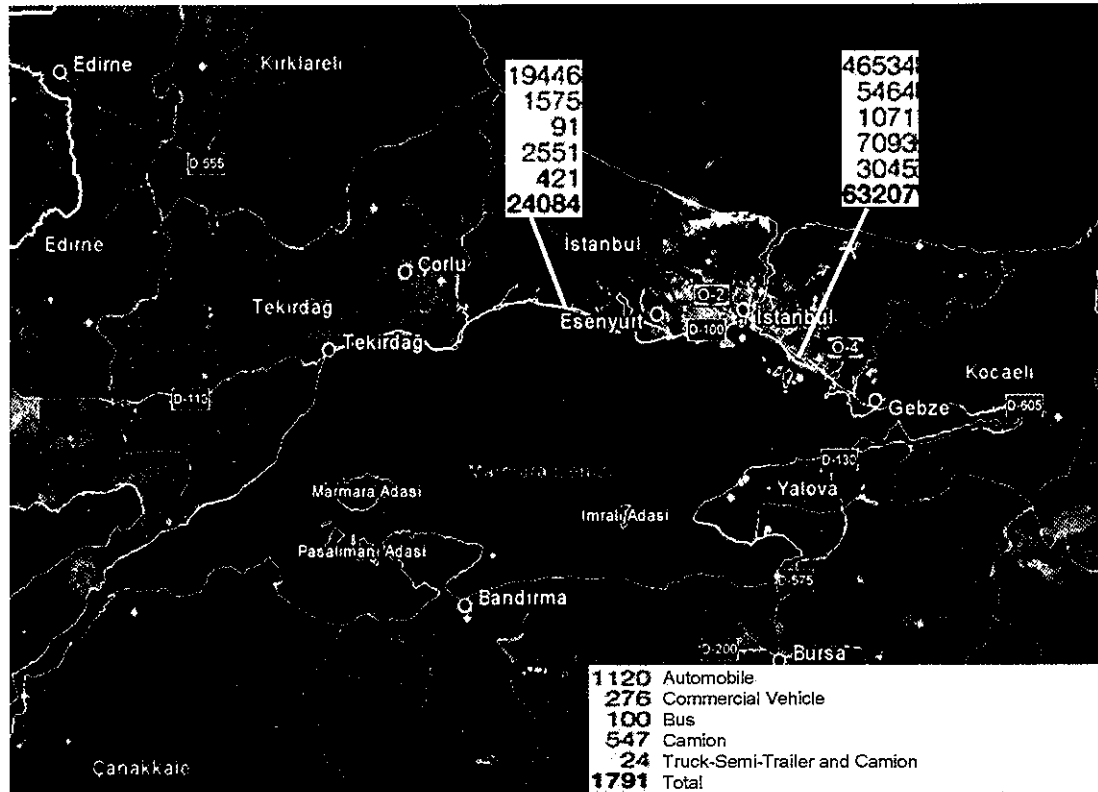 Edirne
Kırklareli
19446
1575
91
2551
421
24084
46534
5464
1071
7093
3045
63207
D-555
Edirne
İstanbul
Çorlu
Tekirdağ
O-2
Esenyurt
İstanbul
D-100
Tekirdağ
O-4
Kocaeli
D-110
Gebze
D-605
D-130
Marmara Adası
Yalova
İmralı Adası
Paşalimanı Adası
D-575
Bandırma
D-200
Bursa
1120 Automobile
276 Commercial Vehicle
100 Bus
547 Camion
24 Truck-Semi-Trailer and Camion
1791 Total
Çanakkale